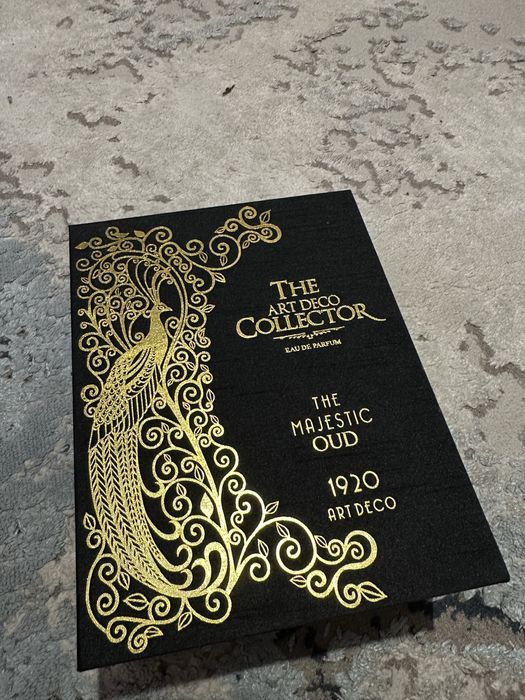 THE
ART DECO
COLLECTOR
EAU DE PARFUM
THE
MAJESTIC
OUD
1920
ART DECO